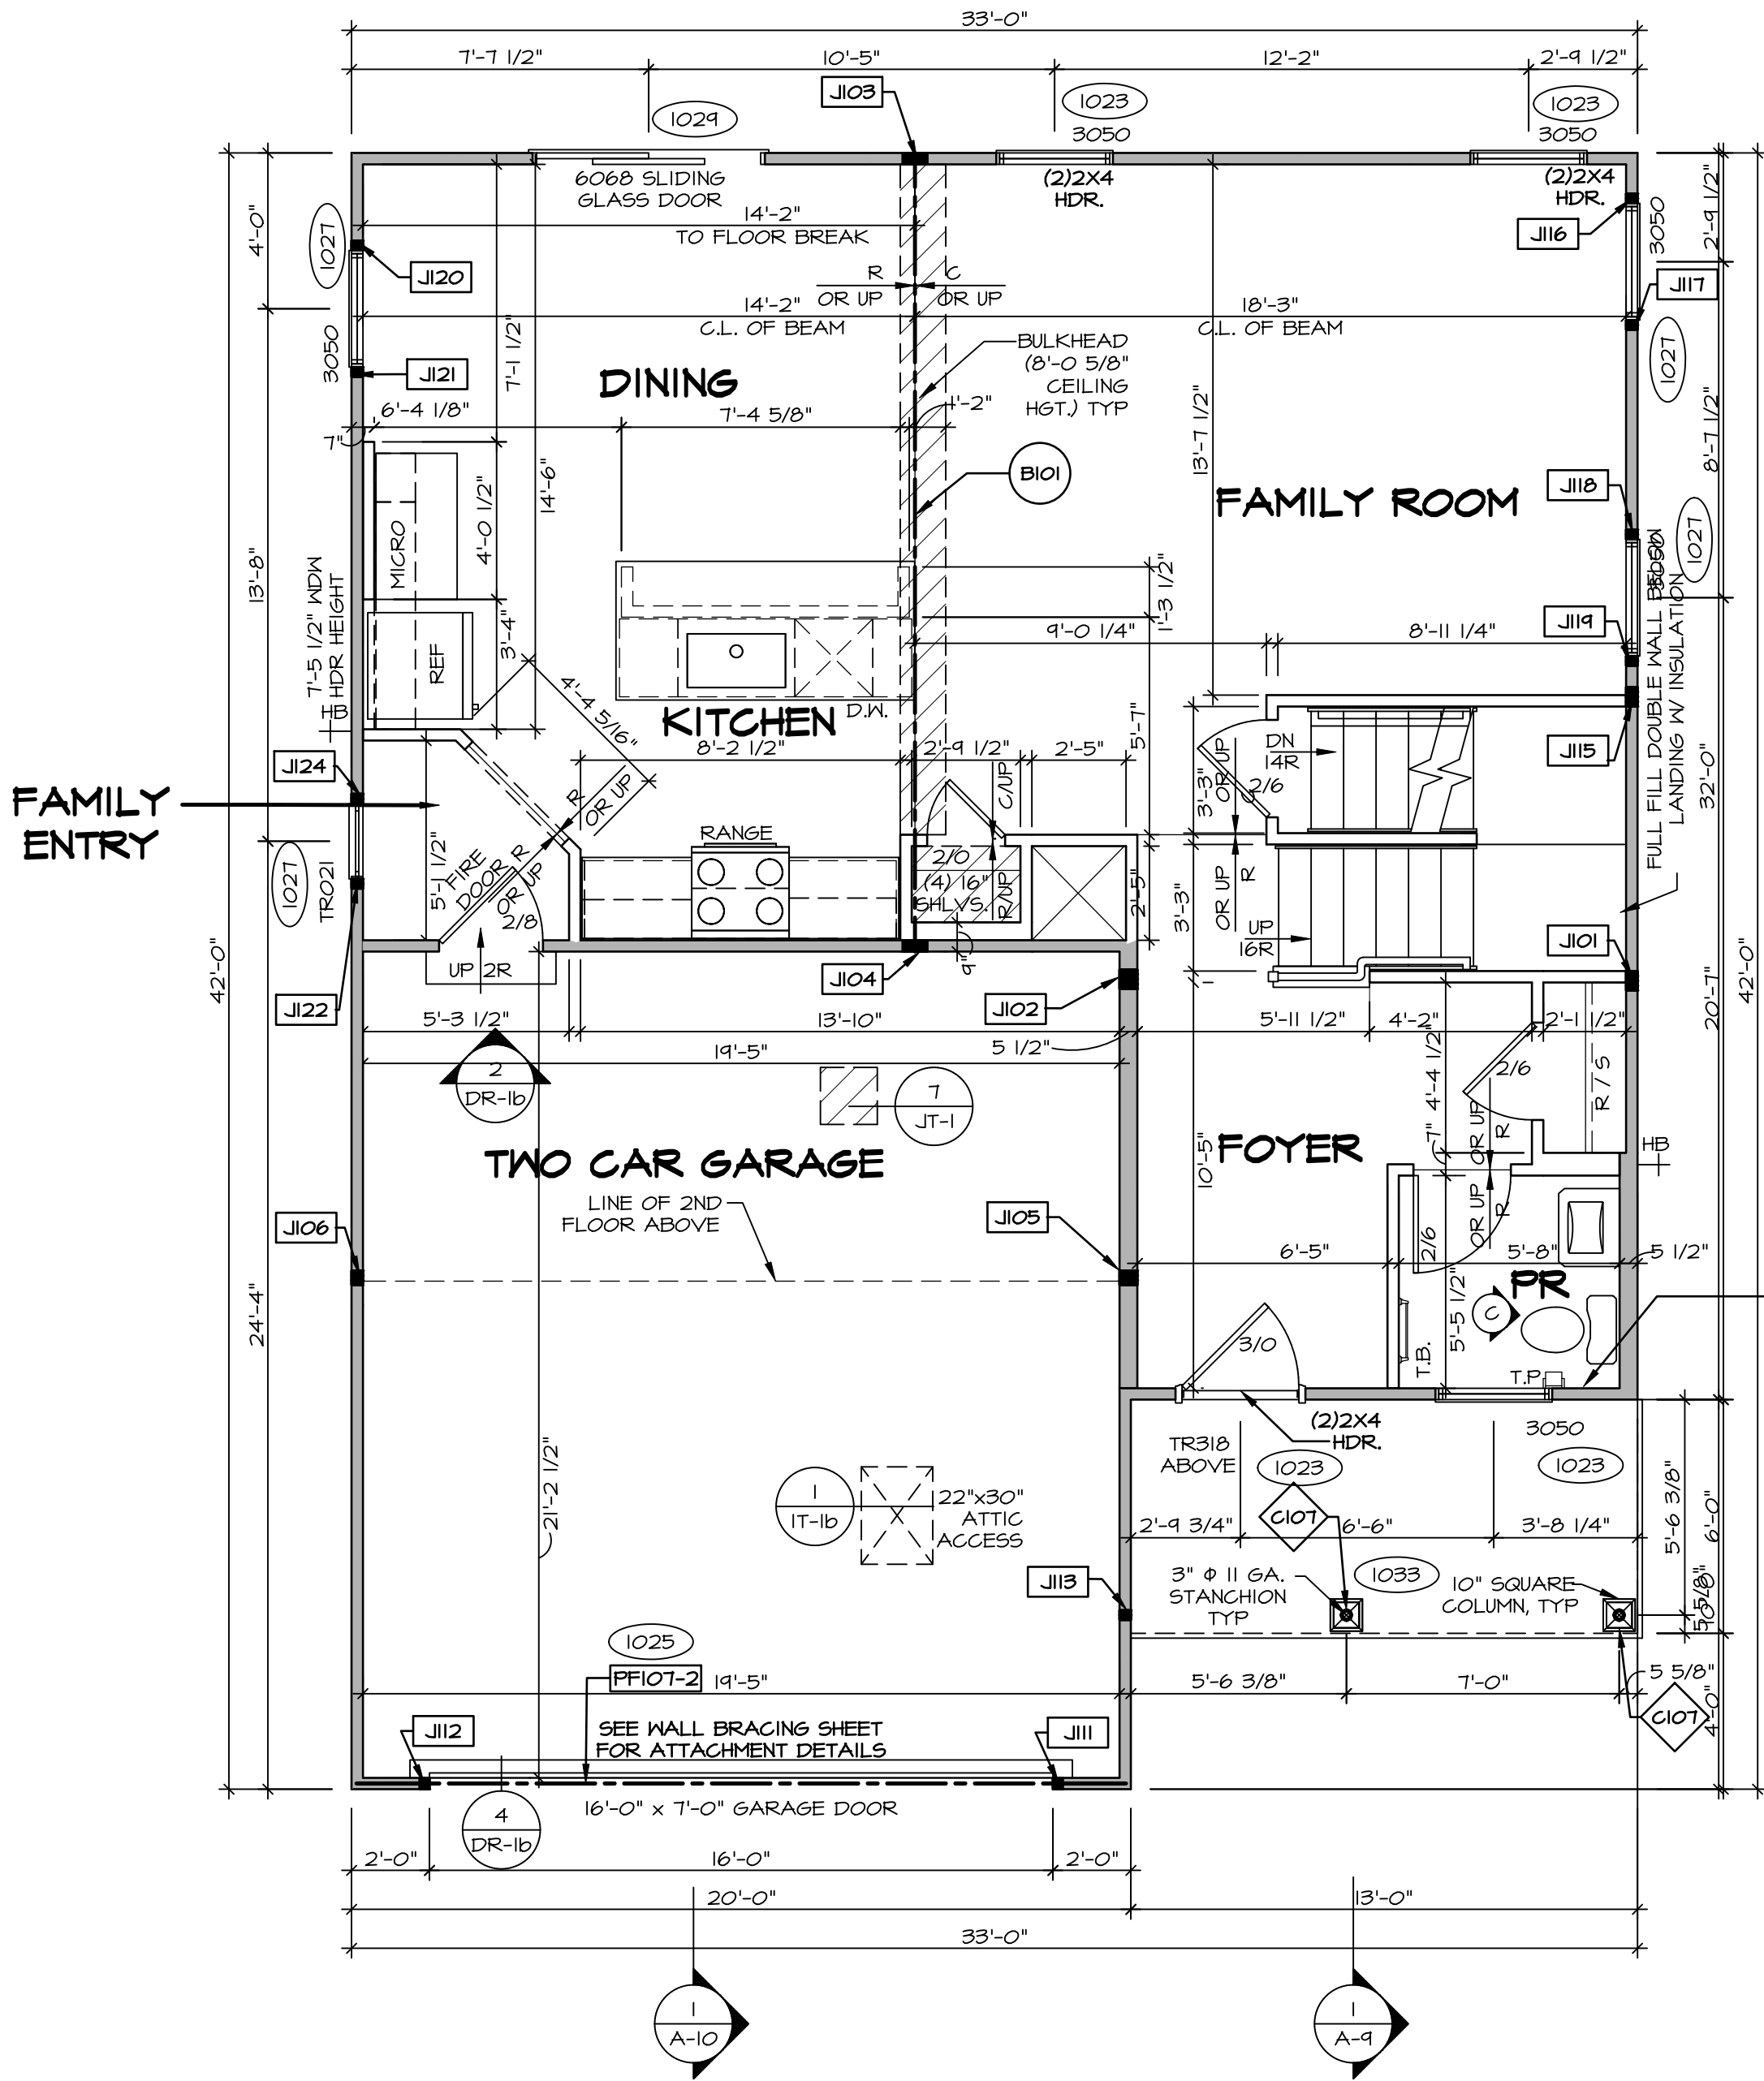 33'-0"
7'-7 1/2"
10'-5"
12'-2"
2'-9 1/2"
J103
1029
1023
1023
3050
3050
6068 SLIDING
GLASS DOOR
(2)2X4
HDR.
(2)2X4
HDR.
14'-2"
TO FLOOR BREAK
4'-0"
1027
J120
J116
3050
2'-9 1/2"
J117
R
OR UP
C
OR UP
14'-2"
C.L. OF BEAM
18'-3"
C.L. OF BEAM
3050
J121
7'-1 1/2"
BULKHEAD
(8'-0 5/8"
CEILING
HGT.) TYP
1027
DINING
6'-4 1/8"
7'-4 5/8"
1'-2"
7"
13'-7 1/2"
8'-7 1/2"
14'-6"
B101
J118
FAMILY ROOM
4'-0 1/2"
MICRO
1027
3050
13'-8"
7'-5 1/2" WDW
HDR HEIGHT
1'-3 1/2"
FULL FILL DOUBLE WALL BELOW
LANDING W/ INSULATION
3'-4"
REF
9'-0 1/4"
8'-11 1/4"
J119
4'-4 5/16"
HB
KITCHEN
D.W.
8'-2 1/2"
2'-9 1/2"
2'-5"
5'-7"
J124
DN
14R
J115
OR UP
3'-3"
2/6
C/UP
32'-0"
FAMILY
ENTRY
R
OR UP
RANGE
5'-1 1/2"
FIRE
DOOR
R
OR UP
2/8
1027
TR021
2/0
(4) 16"
SHLVS.
R/UP
2'-5"
3'-3"
OR UP
R
UP
16R
J101
42'-0"
UP 2R
9"
J104
J102
J122
42'-0"
20'-7"
5'-3 1/2"
13'-10"
5'-11 1/2"
4'-2"
2'-1 1/2"
19'-5"
5 1/2"
2
DR-1b
7
JT-1
4'-4 1/2"
2/6
R / S
TWO CAR GARAGE
FOYER
10'-5"
7"
OR UP
R
HB
LINE OF 2ND
FLOOR ABOVE
J106
J105
OR UP
R
2/6
6'-5"
5'-8"
5 1/2"
PR
C
24'-4"
5'-5 1/2"
3/0
T.B.
T.P.
(2)2X4
HDR.
TR318
ABOVE
1023
3050
1023
21'-2 1/2"
1
IT-1b
22"x30"
ATTIC
ACCESS
C107
2'-9 3/4"
6'-6"
3'-8 1/4"
5'-6 3/8"
6'-0"
J113
3" Φ 11 GA.
STANCHION
TYP
1033
10" SQUARE
COLUMN, TYP
1025
PF107-2
19'-5"
5'-6 3/8"
7'-0"
5 5/8"
C107
4'-0"
J112
SEE WALL BRACING SHEET
FOR ATTACHMENT DETAILS
J111
16'-0" x 7'-0" GARAGE DOOR
4
DR-1b
2'-0"
16'-0"
2'-0"
20'-0"
13'-0"
33'-0"
1
A-10
1
A-9